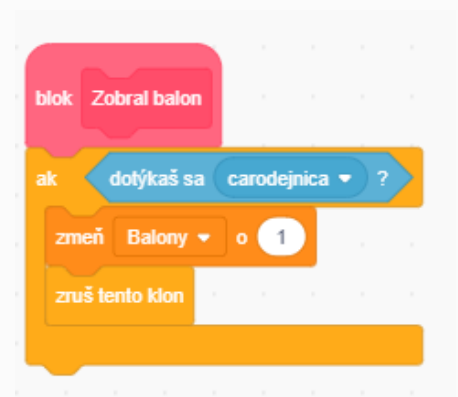 blok Zobral balon
ak dotýkaš sa carodejnica ?
zmeň Balony o 1
zruš tento klon